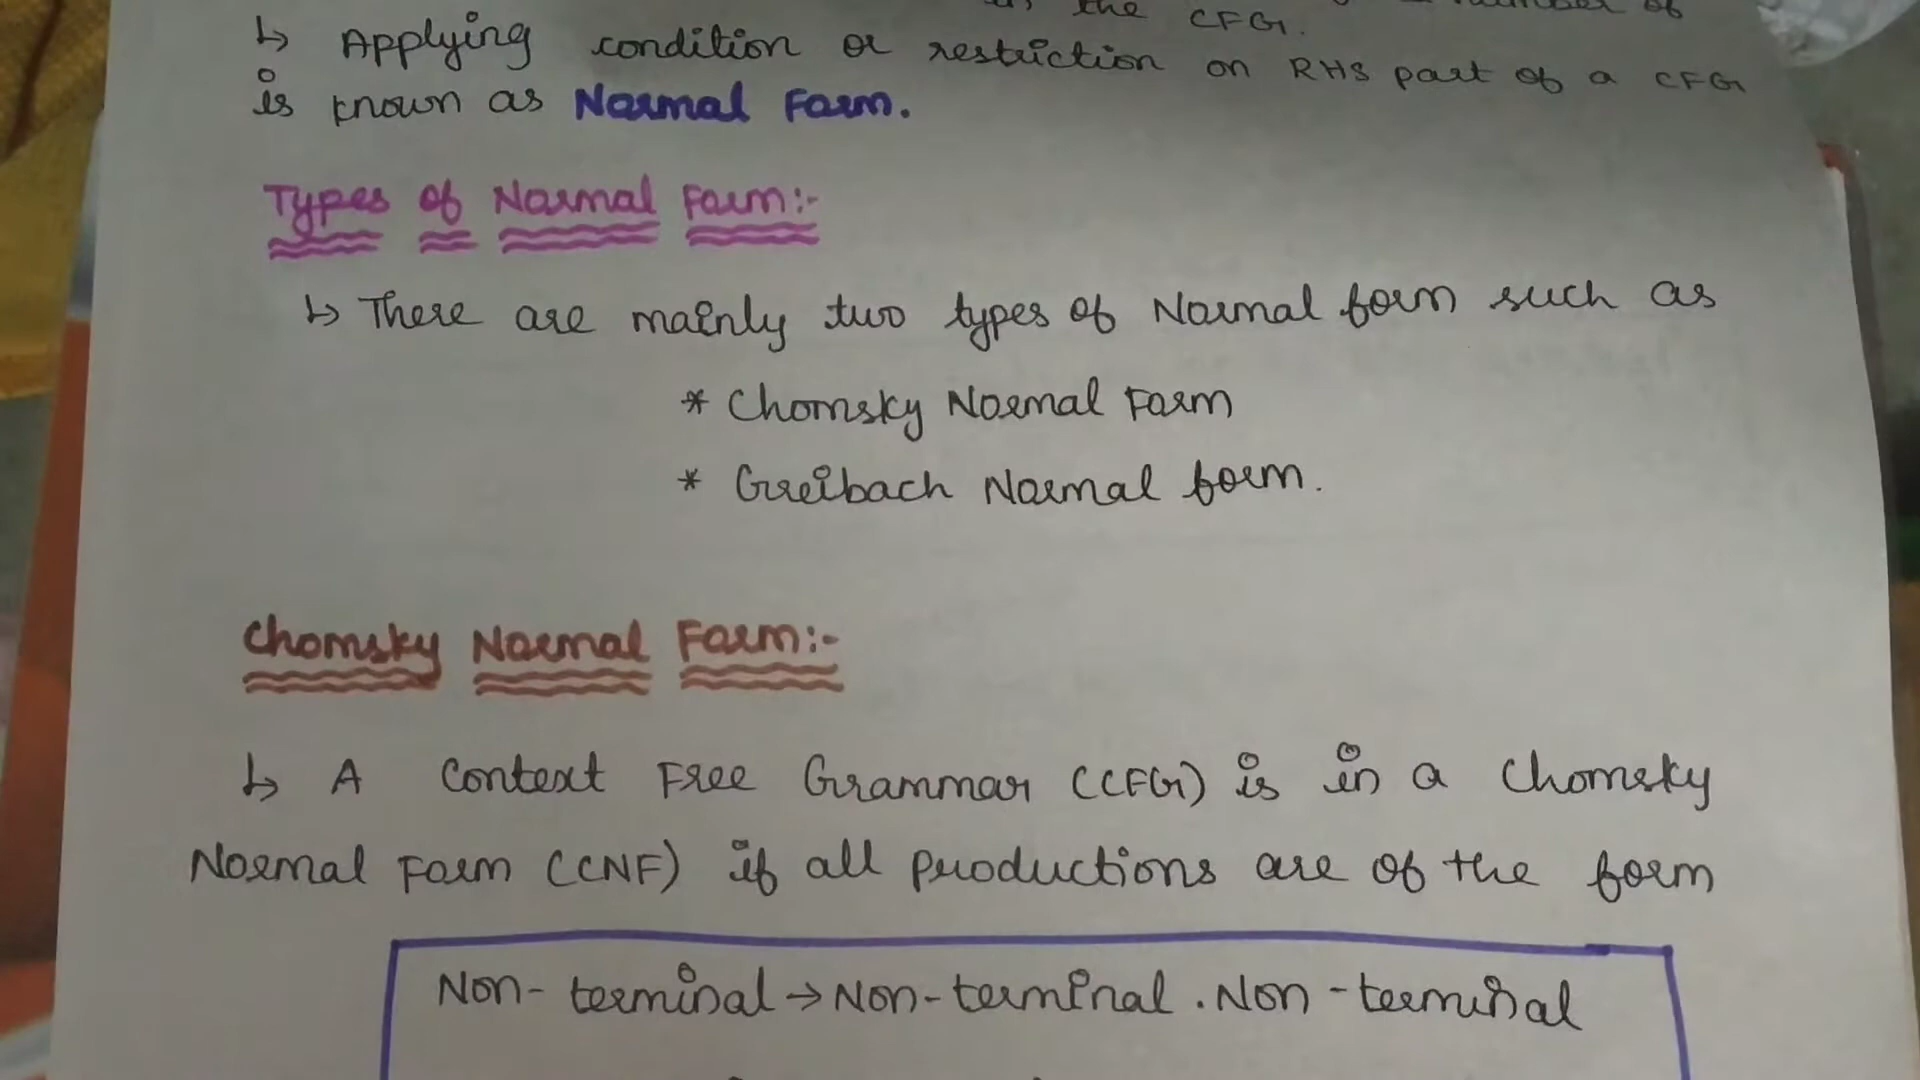 the CFG.
↳ Applying condition or restriction on RHS part of a CFG
is known as Normal Form.
Types of Normal Form:-
↳ There are mainly two types of Normal form such as
* Chomsky Normal Form
* Greibach Normal form.
Chomsky Normal Form:-
↳ A Context Free Grammar (CFG) is in a Chomsky
Normal Form (CNF) if all productions are of the form
Non-terminal → Non-terminal . Non-terminal